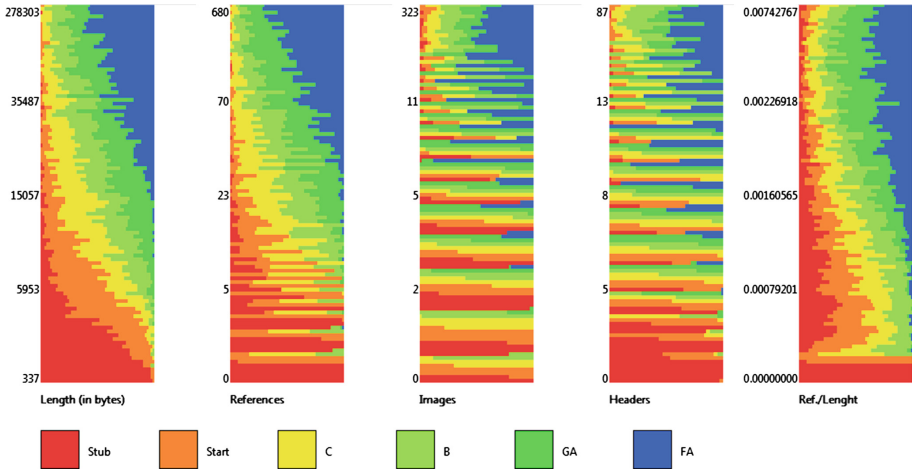 278303 680 323 87 0.00742767
35487 70 11 13 0.00226918
15057 23 5 8 0.00160565
5953 5 2 5 0.00079201
337 0 0 0 0.00000000
Length (in bytes) References Images Headers Ref./Lenght
Stub Start C B GA FA